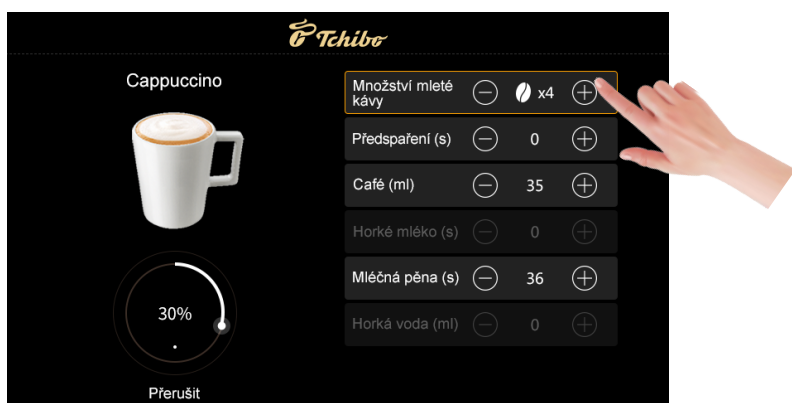 Tchibo
Cappuccino
Množství mleté
kávy
x4
Předspaření (s)
0
Café (ml)
35
Horké mléko (s)
0
Mléčná pěna (s)
36
Horká voda (ml)
0
30%
Přerušit